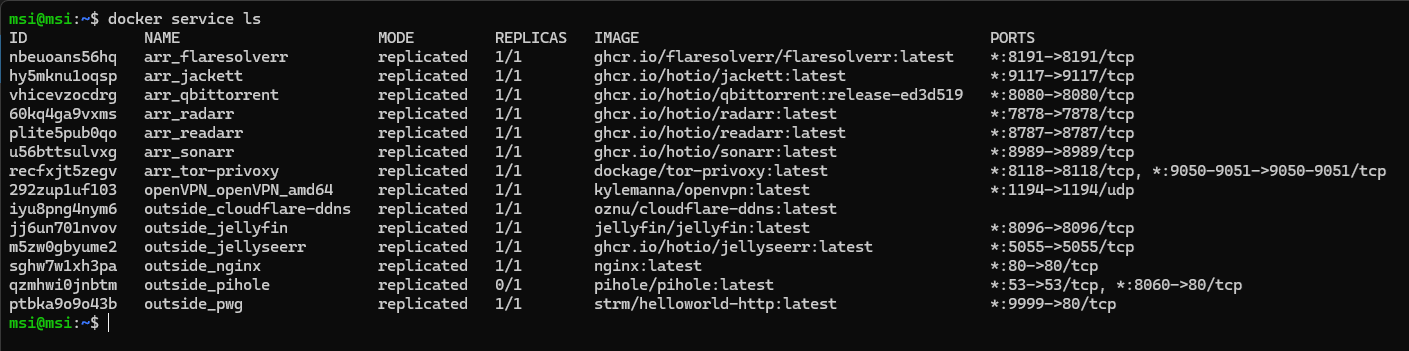 msi@msi:~$ docker service ls
ID NAME MODE REPLICAS IMAGE PORTS
nbeuoans56hq arr_flaresolverr replicated 1/1 ghcr.io/flaresolverr/flaresolverr:latest *:8191->8191/tcp
hy5mknu1oqsp arr_jackett replicated 1/1 ghcr.io/hotio/jackett:latest *:9117->9117/tcp
vhicevzocdrg arr_qbittorrent replicated 1/1 ghcr.io/hotio/qbittorrent:release-ed3d519 *:8080->8080/tcp
60kq4ga9vxms arr_radarr replicated 1/1 ghcr.io/hotio/radarr:latest *:7878->7878/tcp
plite5pub0qo arr_readarr replicated 1/1 ghcr.io/hotio/readarr:latest *:8787->8787/tcp
u56bttsulvxg arr_sonarr replicated 1/1 ghcr.io/hotio/sonarr:latest *:8989->8989/tcp
recfxjt5zegv arr_tor-privoxy replicated 1/1 dockage/tor-privoxy:latest *:8118->8118/tcp, *:9050-9051->9050-9051/tcp
292zup1uf103 openVPN_openVPN_amd64 replicated 1/1 kylemanna/openvpn:latest *:1194->1194/udp
iyu8png4nym6 outside_cloudflare-ddns replicated 1/1 oznu/cloudflare-ddns:latest
jj6un701nvov outside_jellyfin replicated 1/1 jellyfin/jellyfin:latest *:8096->8096/tcp
m5zw0gbyume2 outside_jellyseerr replicated 1/1 ghcr.io/hotio/jellyseerr:latest *:5055->5055/tcp
sghw7w1xh3pa outside_nginx replicated 1/1 nginx:latest *:80->80/tcp
qzmhwi0jnbtm outside_pihole replicated 0/1 pihole/pihole:latest *:53->53/tcp, *:8060->80/tcp
ptbka9o9o43b outside_pwg replicated 1/1 strm/helloworld-http:latest *:9999->80/tcp
msi@msi:~$